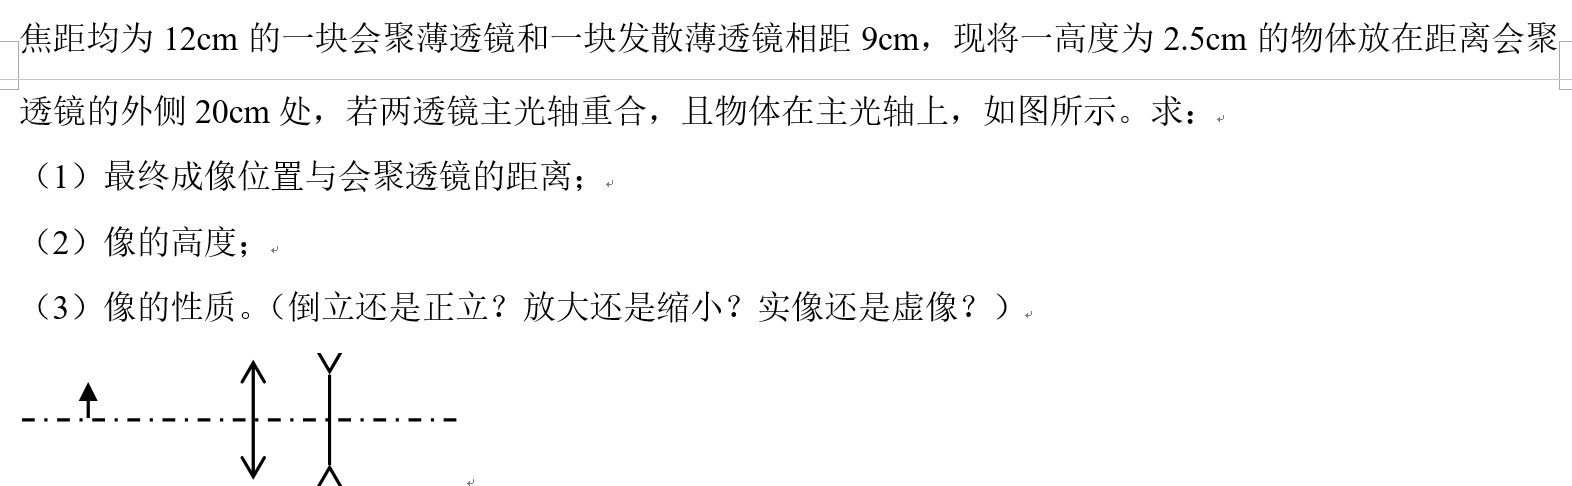 焦距均为 12cm 的一块会聚薄透镜和一块发散薄透镜相距 9cm，现将一高度为 2.5cm 的物体放在距离会聚
透镜的外侧 20cm 处，若两透镜主光轴重合，且物体在主光轴上，如图所示。求：
（1）最终成像位置与会聚透镜的距离；
（2）像的高度；
（3）像的性质。（倒立还是正立？放大还是缩小？实像还是虚像？）